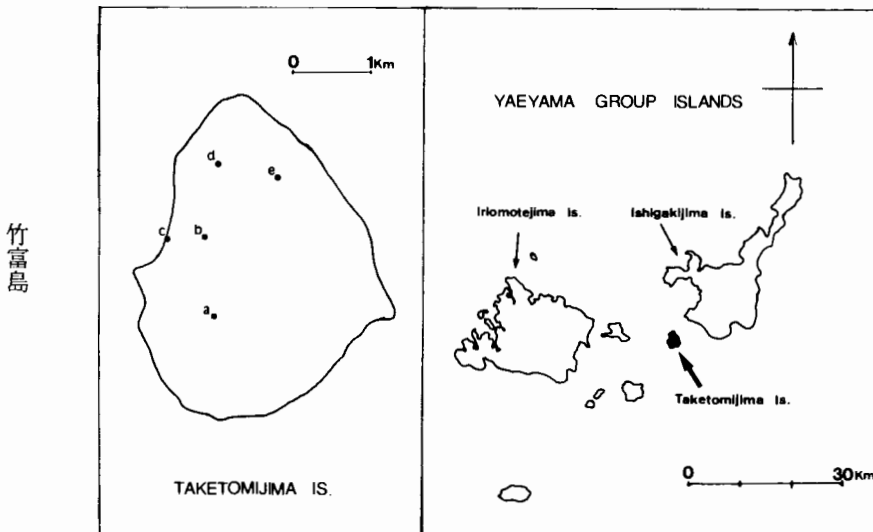 竹富島
0 1Km
d
e
c b
a
TAKETOMIJIMA IS.
YAEYAMA GROUP ISLANDS
Iriomotejima Is.
Ishigakijima Is.
Taketomijima Is.
0 30Km